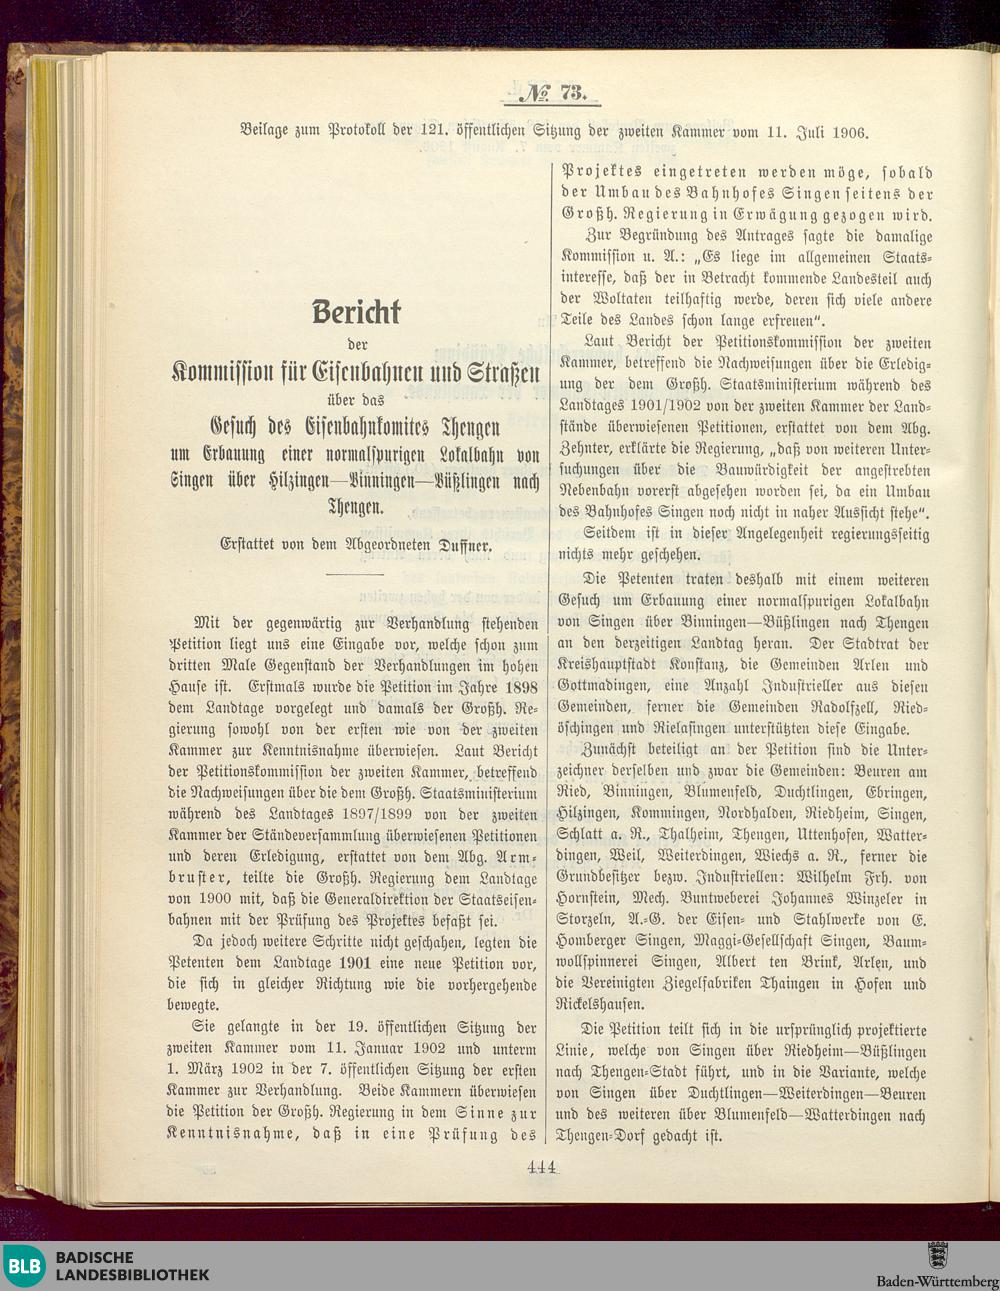 No. 73.
Beilage zum Protokoll der 121. öffentlichen Sitzung der zweiten Kammer vom 11. Juli 1906.
Bericht
der
Kommission für Eisenbahnen und Straßen
über das
Gesuch des Eisenbahnkomites Thengen
um Erbauung einer normalspurigen Lokalbahn von
Singen über Hilzingen—Binningen—Büßlingen nach
Thengen.
Erstattet von dem Abgeordneten Duffner.
Mit der gegenwärtig zur Verhandlung stehenden
Petition liegt uns eine Eingabe vor, welche schon zum
dritten Male Gegenstand der Verhandlungen im hohen
Hause ist. Erstmals wurde die Petition im Jahre 1898
dem Landtage vorgelegt und damals der Großh. Re-
gierung sowohl von der ersten wie von der zweiten
Kammer zur Kenntnisnahme überwiesen. Laut Bericht
der Petitionskommission der zweiten Kammer, betreffend
die Nachweisungen über die dem Großh. Staatsministerium
während des Landtages 1897/1899 von der zweiten
Kammer der Ständeversammlung überwiesenen Petitionen
und deren Erledigung, erstattet von dem Abg. Arm-
bruster, teilte die Großh. Regierung dem Landtage
von 1900 mit, daß die Generaldirektion der Staatseisen-
bahnen mit der Prüfung des Projektes befaßt sei.
Da jedoch weitere Schritte nicht geschahen, legten die
Petenten dem Landtage 1901 eine neue Petition vor,
die sich in gleicher Richtung wie die vorhergehende
bewegte.
Sie gelangte in der 19. öffentlichen Sitzung der
zweiten Kammer vom 11. Januar 1902 und unterm
1. März 1902 in der 7. öffentlichen Sitzung der ersten
Kammer zur Verhandlung. Beide Kammern überwiesen
die Petition der Großh. Regierung in dem Sinne zur
Kenntnisnahme, daß in eine Prüfung des
Projektes eingetreten werden möge, sobald
der Umbau des Bahnhofes Singen seitens der
Großh. Regierung in Erwägung gezogen wird.
Zur Begründung des Antrages sagte die damalige
Kommission u. A.: „Es liege im allgemeinen Staats-
interesse, daß der in Betracht kommende Landesteil auch
der Woltaten teilhaftig werde, deren sich viele andere
Teile des Landes schon lange erfreuen“.
Laut Bericht der Petitionskommission der zweiten
Kammer, betreffend die Nachweisungen über die Erledig-
ung der dem Großh. Staatsministerium während des
Landtages 1901/1902 von der zweiten Kammer der Land-
stände überwiesenen Petitionen, erstattet von dem Abg.
Zehnter, erklärte die Regierung, „daß von weiteren Unter-
suchungen über die Bauwürdigkeit der angestrebten
Nebenbahn vorerst abgesehen worden sei, da ein Umbau
des Bahnhofes Singen noch nicht in naher Aussicht stehe“.
Seitdem ist in dieser Angelegenheit regierungsseitig
nichts mehr geschehen.
Die Petenten traten deshalb mit einem weiteren
Gesuch um Erbauung einer normalspurigen Lokalbahn
von Singen über Binningen—Büßlingen nach Thengen
an den derzeitigen Landtag heran. Der Stadtrat der
Kreishauptstadt Konstanz, die Gemeinden Arlen und
Gottmadingen, eine Anzahl Industrieller aus diesen
Gemeinden, ferner die Gemeinden Radolfzell, Ried-
öschingen und Rielasingen unterstützten diese Eingabe.
Zunächst beteiligt an der Petition sind die Unter-
zeichner derselben und zwar die Gemeinden: Beuren am
Ried, Binningen, Blumenfeld, Duchtlingen, Ebringen,
Hilzingen, Kommingen, Nordhalden, Riedheim, Singen,
Schlatt a. R., Thalheim, Thengen, Uttenhofen, Watter-
dingen, Weil, Weiterdingen, Wiechs a. R., ferner die
Grundbesitzer bezw. Industriellen: Wilhelm Frh. von
Hornstein, Mech. Buntweberei Johannes Winzeler in
Storzeln, A.-G. der Eisen- und Stahlwerke von E.
Homberger Singen, Maggi-Gesellschaft Singen, Baum-
wollspinnerei Singen, Albert ten Brink, Arlen, und
die Vereinigten Ziegelfabriken Thaingen in Hofen und
Rickelshausen.
Die Petition teilt sich in die ursprünglich projektierte
Linie, welche von Singen über Riedheim—Büßlingen
nach Thengen-Stadt führt, und in die Variante, welche
von Singen über Duchtlingen—Weiterdingen—Beuren
und des weiteren über Blumenfeld—Watterdingen nach
Thengen-Dorf gedacht ist.
444
BLB
BADISCHE
LANDESBIBLIOTHEK
Baden-Württemberg